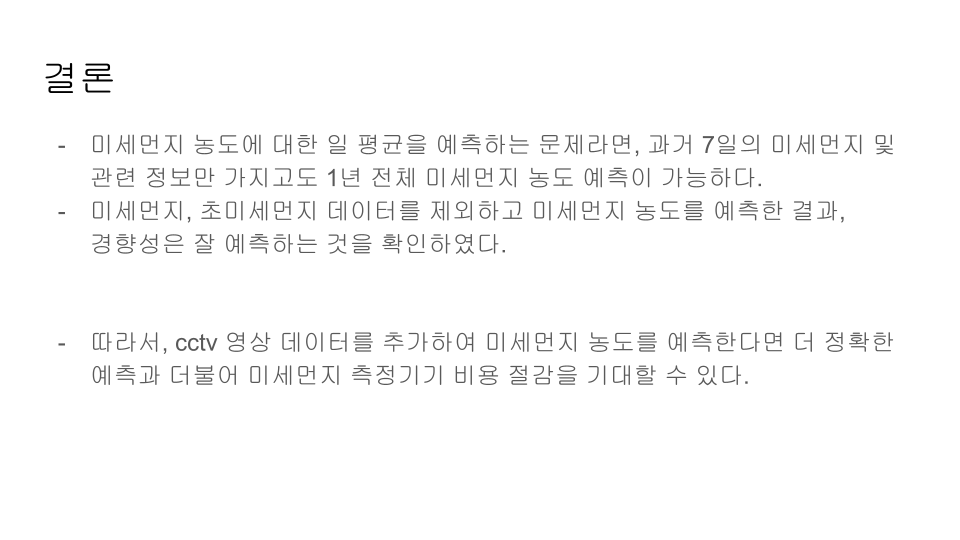 결론
- 미세먼지 농도에 대한 일 평균을 예측하는 문제라면, 과거 7일의 미세먼지 및
관련 정보만 가지고도 1년 전체 미세먼지 농도 예측이 가능하다.
- 미세먼지, 초미세먼지 데이터를 제외하고 미세먼지 농도를 예측한 결과,
경향성은 잘 예측하는 것을 확인하였다.
- 따라서, cctv 영상 데이터를 추가하여 미세먼지 농도를 예측한다면 더 정확한
예측과 더불어 미세먼지 측정기기 비용 절감을 기대할 수 있다.